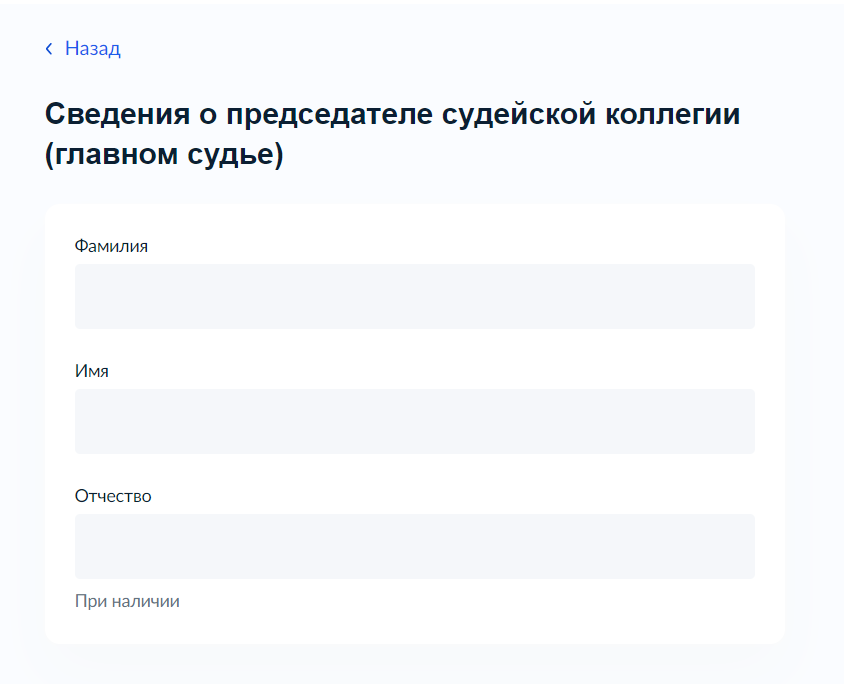 Назад
Сведения о председателе судейской коллегии
(главном судье)
Фамилия
Имя
Отчество
При наличии